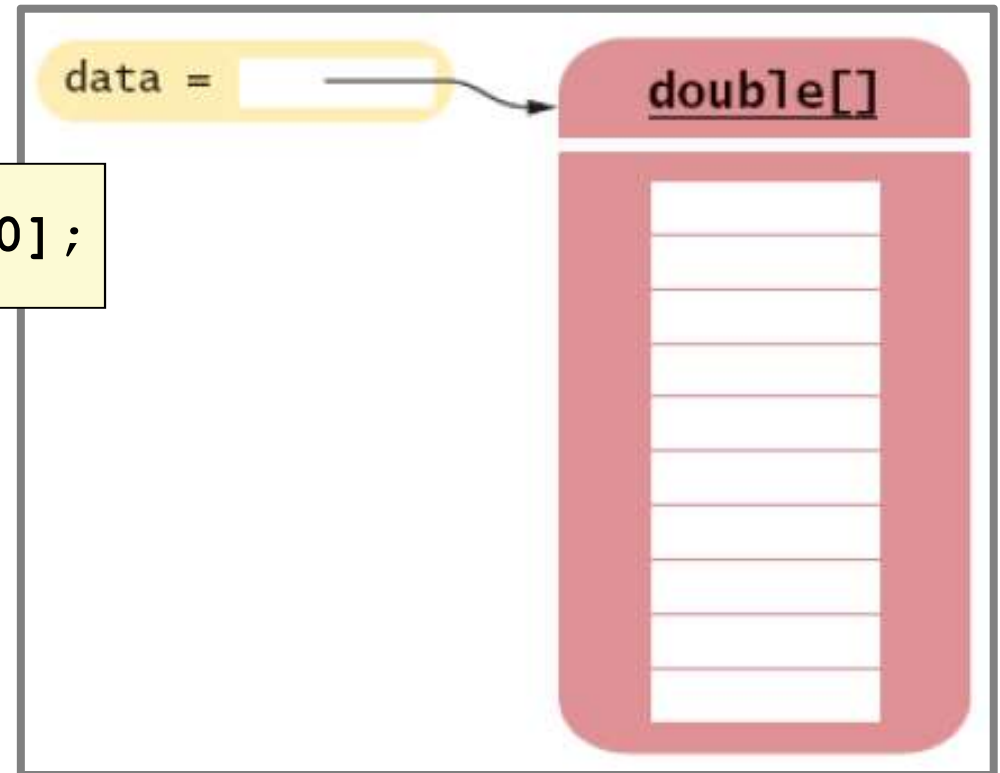 data =
double[]
0];